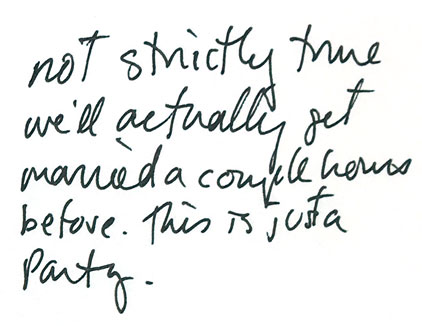 not strictly true
we'll actually get
married a couple hours
before. This is just a
Party.